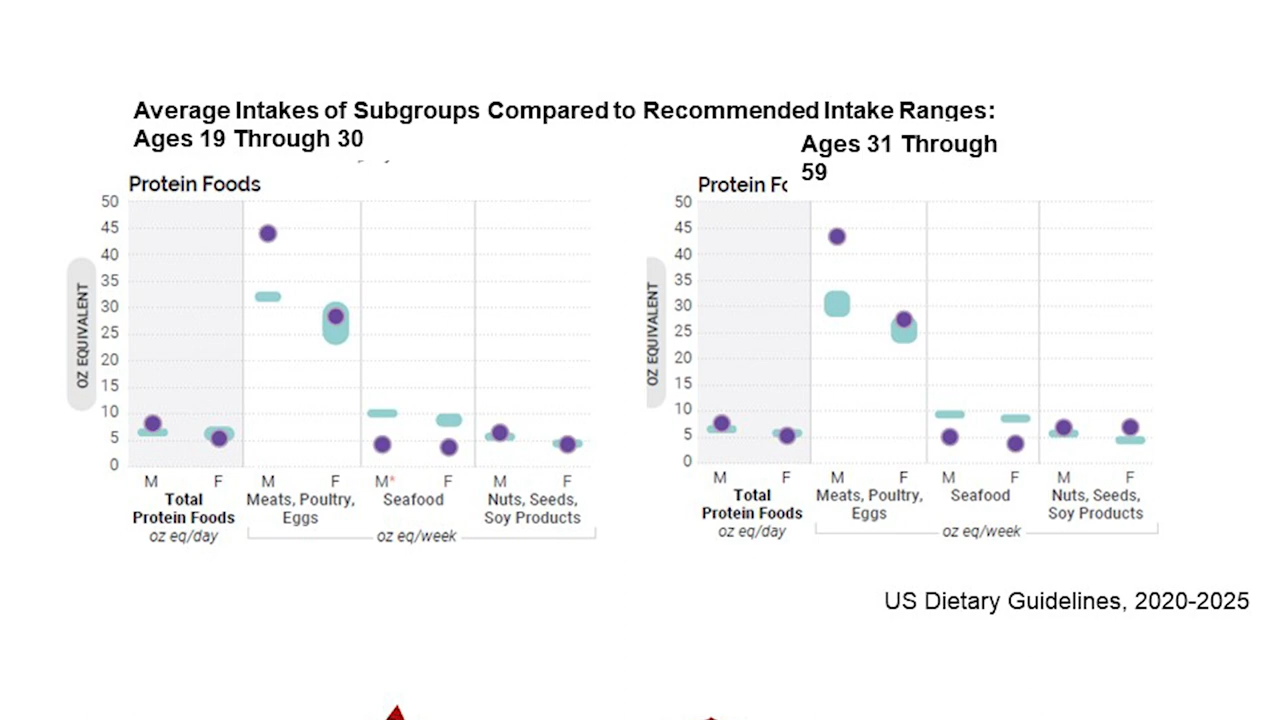 Average Intakes of Subgroups Compared to Recommended Intake Ranges:
Ages 19 Through 30
Protein Foods
50
45
40
35
30
25
20
15
10
5
0
OZ EQUIVALENT
M F M F M* F M F
Total Protein Foods
oz eq/day
Meats, Poultry, Eggs
Seafood
Nuts, Seeds, Soy Products
oz eq/week
Ages 31 Through
59
Protein
50
45
40
35
30
25
20
15
10
5
0
OZ EQUIVALENT
M F M F M F M F
Total Protein Foods
oz eq/day
Meats, Poultry, Eggs
Seafood
Nuts, Seeds, Soy Products
oz eq/week
US Dietary Guidelines, 2020-2025